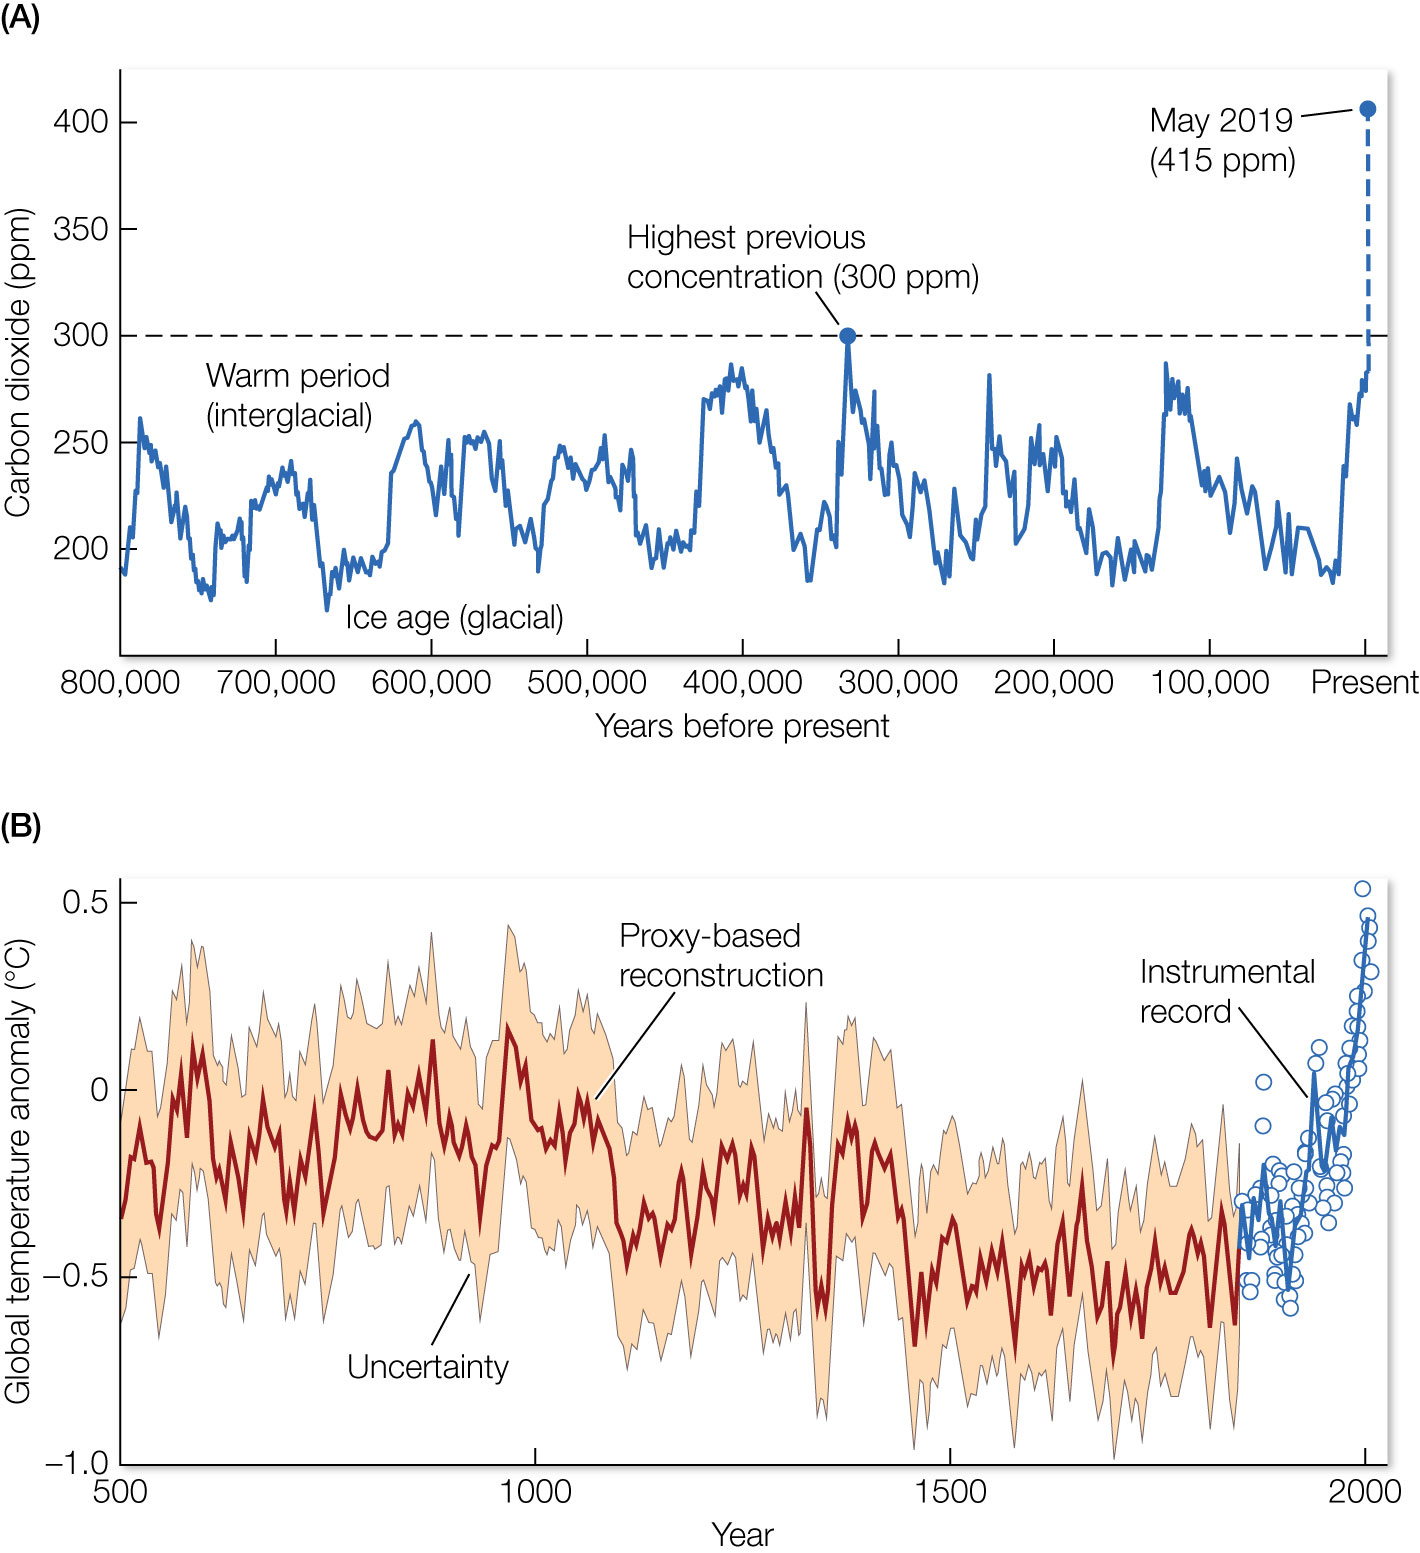 (A)
400
350
300
250
200
Carbon dioxide (ppm)
May 2019
(415 ppm)
Highest previous
concentration (300 ppm)
Warm period
(interglacial)
Ice age (glacial)
800,000
700,000
600,000
500,000
400,000
300,000
200,000
100,000
Present
Years before present
(B)
0.5
0
−0.5
−1.0
Global temperature anomaly (°C)
Proxy-based
reconstruction
Instrumental
record
Uncertainty
500
1000
1500
2000
Year